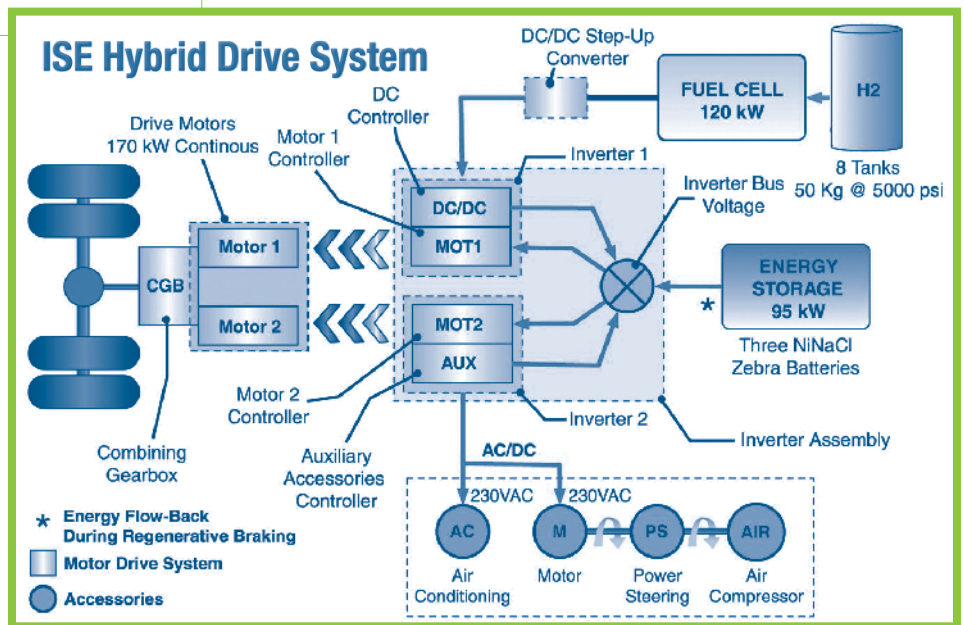 ISE Hybrid Drive System
DC/DC Step-Up
Converter
FUEL CELL
120 kW
H2
8 Tanks
50 Kg @ 5000 psi
DC
Controller
Drive Motors
170 kW Continous
Motor 1
Controller
Inverter 1
Inverter Bus
Voltage
DC/DC
MOT1
Motor 1
CGB
Motor 2
MOT2
AUX
ENERGY
STORAGE
95 kW
*
Three NiNaCl
Zebra Batteries
Motor 2
Controller
Inverter 2
Inverter Assembly
Combining
Gearbox
Auxiliary
Accessories
Controller
AC/DC
230VAC
230VAC
AC
M
PS
AIR
Air
Conditioning
Motor
Power
Steering
Air
Compressor
* Energy Flow-Back
During Regenerative Braking
Motor Drive System
Accessories